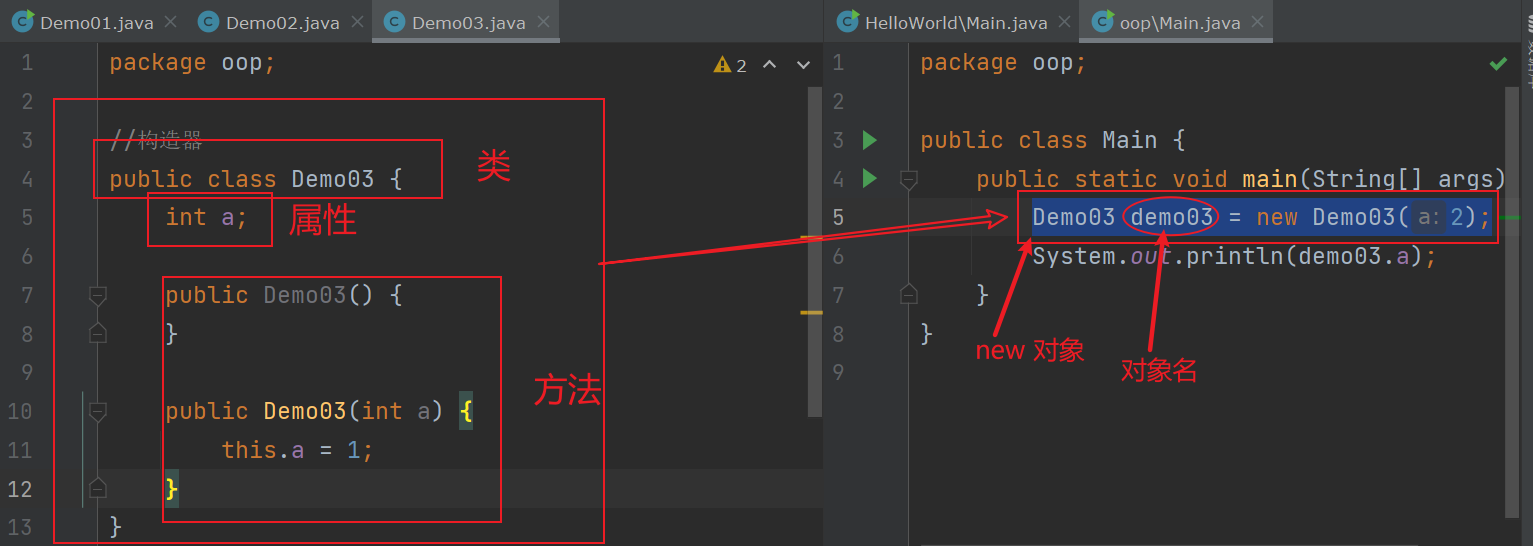 Demo01.java
Demo02.java
Demo03.java
1 package oop;
2
3 //构造器
4 public class Demo03 {
类
5 int a;
属性
6
7 public Demo03() {
8 }
9
方法
10 public Demo03(int a) {
11 this.a = 1;
12 }
13 }
2
HelloWorld\Main.java
oop\Main.java
1 package oop;
2
3 public class Main {
4 public static void main(String[] args)
5 Demo03 demo03 = new Demo03( a: 2);
6 System.out.println(demo03.a);
7 }
8 }
9
new 对象
对象名